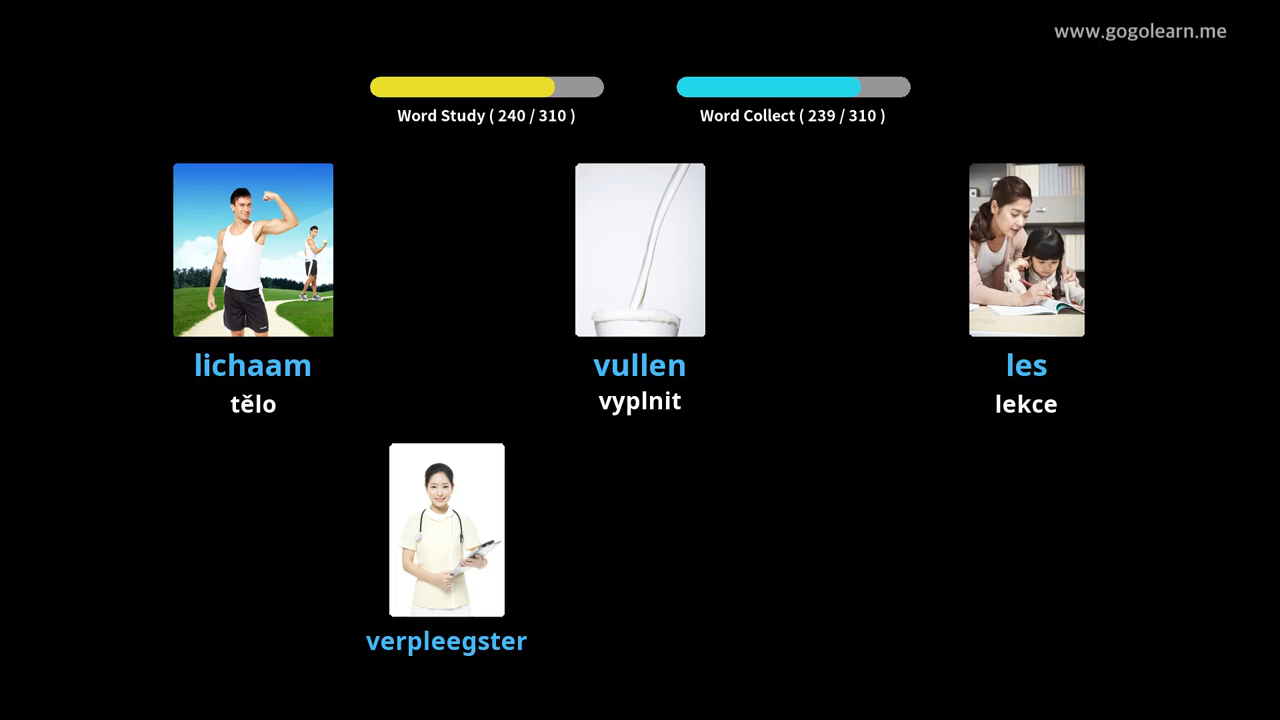 www.gogolearn.me
Word Study ( 240 / 310 )
Word Collect ( 239 / 310 )
lichaam
tělo
vullen
vyplnit
les
lekce
verpleegster